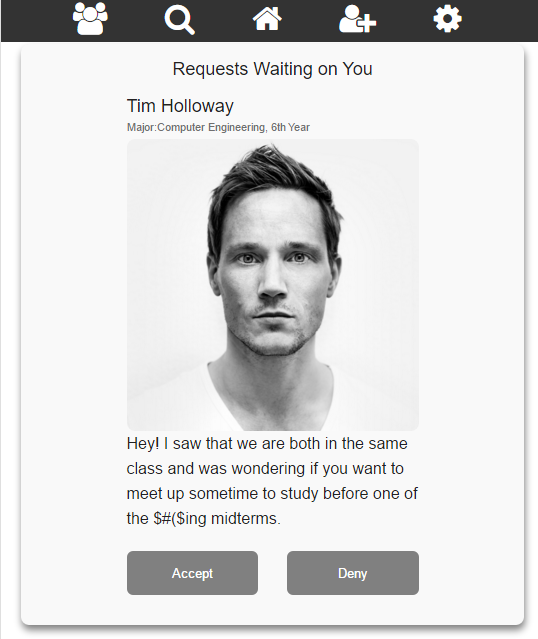 Requests Waiting on You
Tim Holloway
Major:Computer Engineering, 6th Year
Hey! I saw that we are both in the same
class and was wondering if you want to
meet up sometime to study before one of
the $#($ing midterms.
Accept
Deny